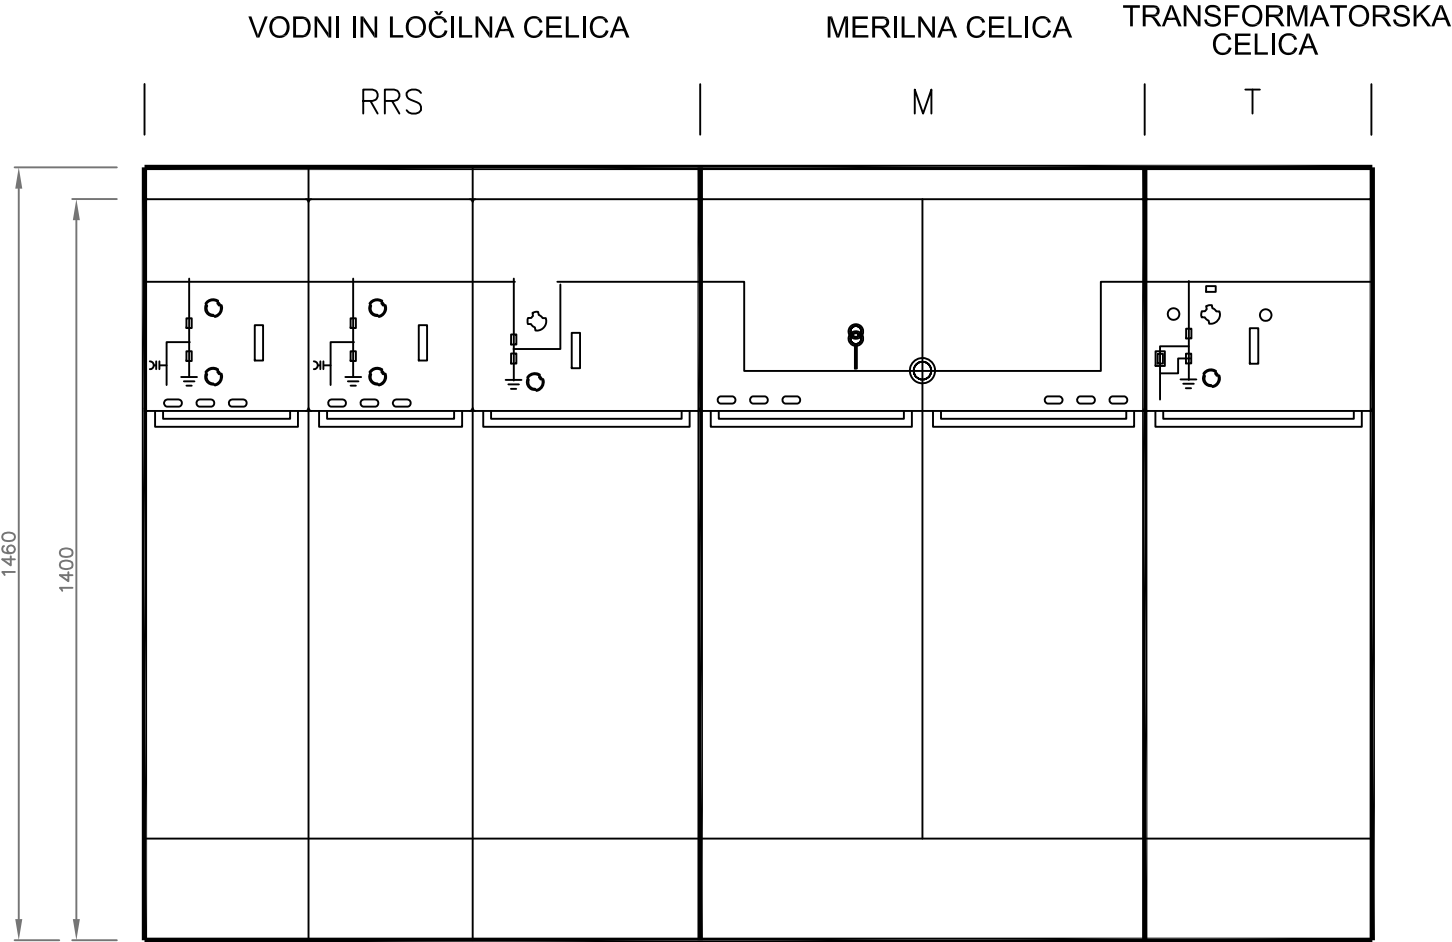 VODNI IN LOČILNA CELICA
MERILNA CELICA
TRANSFORMATORSKA
CELICA
RRS
M
T
1460
1400